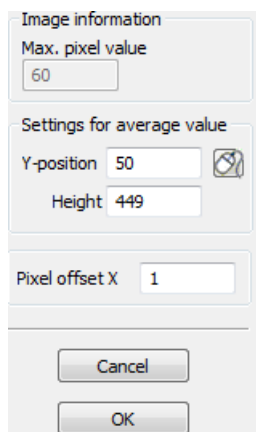 Image information
Max. pixel value
60
Settings for average value
Y-position 50
Height 449
Pixel offset X 1
Cancel
OK